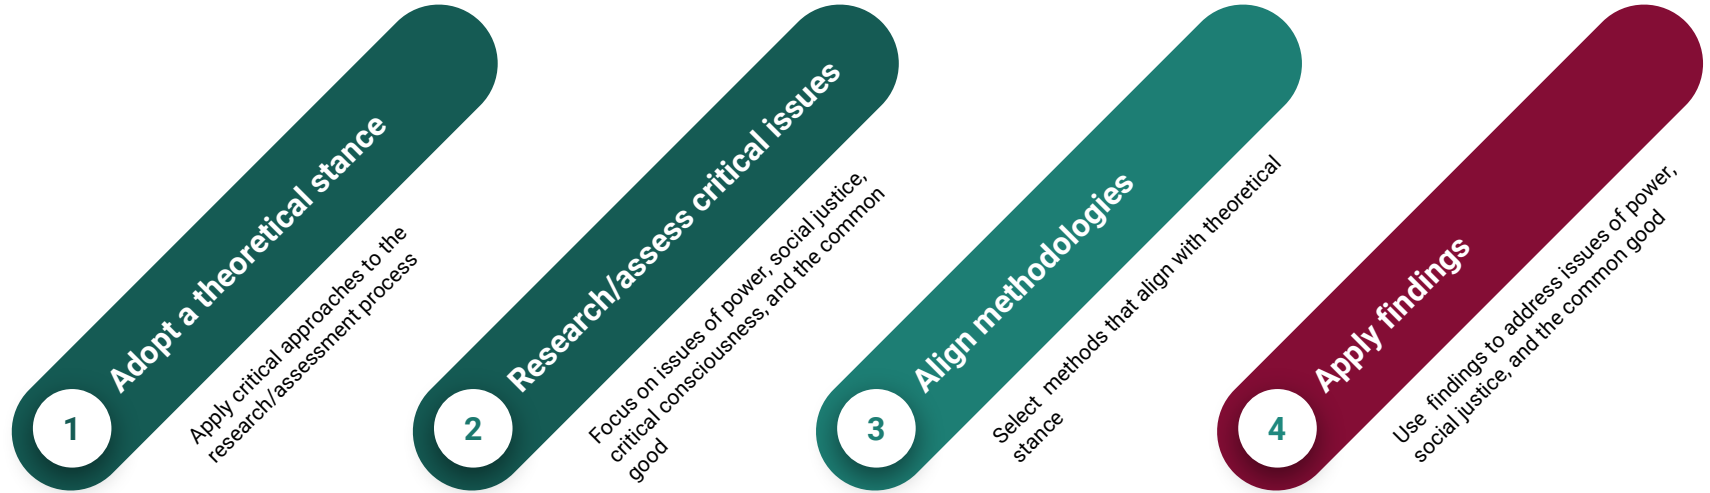 1
Adopt a theoretical stance
Apply critical approaches to the
research/assessment process
2
Research/assess critical issues
Focus on issues of power, social justice,
critical consciousness, and the common
good
3
Align methodologies
Select  methods that align with theoretical
stance
4
Apply findings
Use  findings to address issues of power,
social justice, and the common good